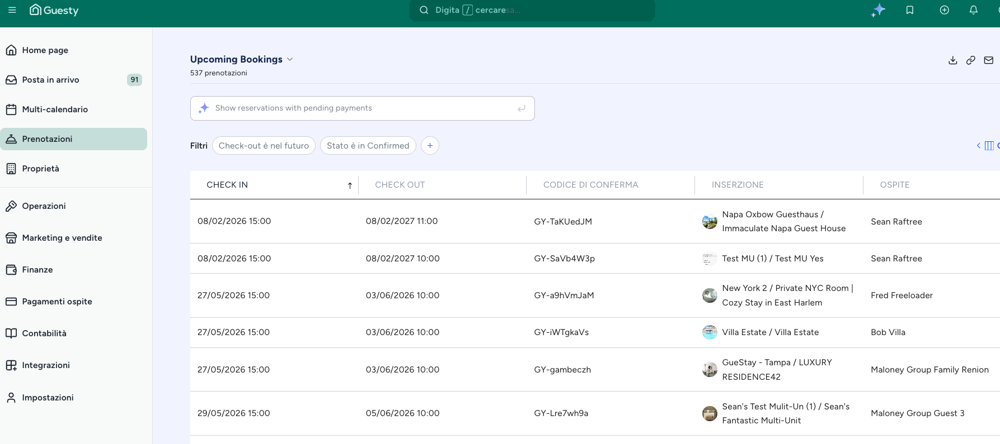 Guesty
Digita / cercaresa...
Home page
Posta in arrivo 91
Multi-calendario
Prenotazioni
Proprietà
Operazioni
Marketing e vendite
Finanze
Pagamenti ospite
Contabilità
Integrazioni
Impostazioni
Upcoming Bookings
537 prenotazioni
Show reservations with pending payments
Filtri Check-out è nel futuro Stato è in Confirmed +
CHECK IN CHECK OUT CODICE DI CONFERMA INSERZIONE OSPITE
08/02/2026 15:00 08/02/2027 11:00 GY-TaKUedJM Napa Oxbow Guesthaus / Immaculate Napa Guest House Sean Raftree
08/02/2026 15:00 08/02/2027 10:00 GY-SaVb4W3p Test MU (1) / Test MU Yes Sean Raftree
27/05/2026 15:00 03/06/2026 10:00 GY-a9hVmJaM New York 2 / Private NYC Room | Cozy Stay in East Harlem Fred Freeloader
27/05/2026 15:00 03/06/2026 10:00 GY-iWTgkaVs Villa Estate / Villa Estate Bob Villa
27/05/2026 15:00 03/06/2026 10:00 GY-gambeczh GueStay - Tampa / LUXURY RESIDENCE42 Maloney Group Family Renion
29/05/2026 15:00 05/06/2026 10:00 GY-Lre7wh9a Sean's Test Mulit-Un (1) / Sean's Fantastic Multi-Unit Maloney Group Guest 3